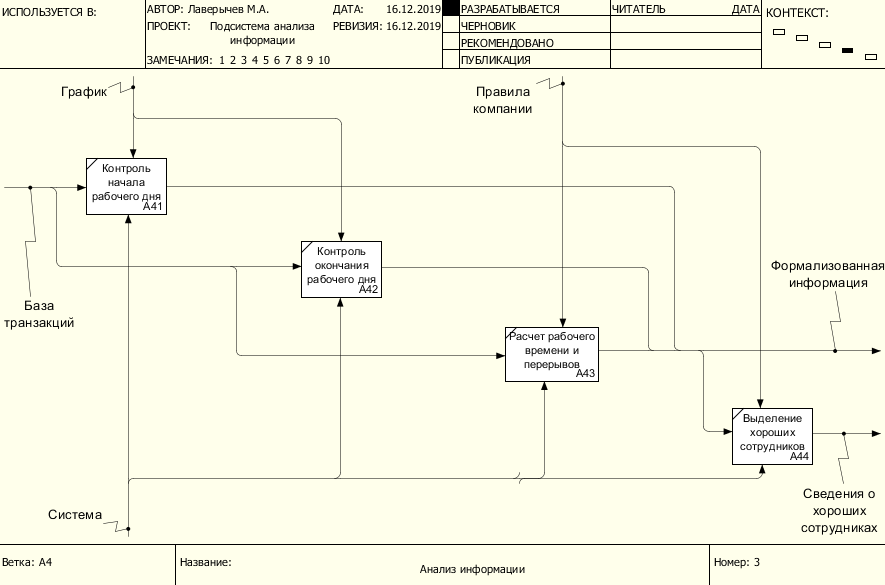 ИСПОЛЬЗУЕТСЯ В:
АВТОР: Лаверычев М.А.
ДАТА: 16.12.2019
ПРОЕКТ: Подсистема анализа
информации
РЕВИЗИЯ: 16.12.2019
ЗАМЕЧАНИЯ: 1 2 3 4 5 6 7 8 9 10
РАЗРАБАТЫВАЕТСЯ
ЧЕРНОВИК
РЕКОМЕНДОВАНО
ПУБЛИКАЦИЯ
ЧИТАТЕЛЬ ДАТА
КОНТЕКСТ:
График
Правила
компании
Контроль
начала
рабочего дня
A41
Контроль
окончания
рабочего дня
A42
Формализованная
информация
База
транзакций
Расчет рабочего
времени и
перерывов
A43
Выделение
хороших
сотрудников
A44
Система
Сведения о
хороших
сотрудниках
Ветка: A4
Название:
Анализ информации
Номер: 3